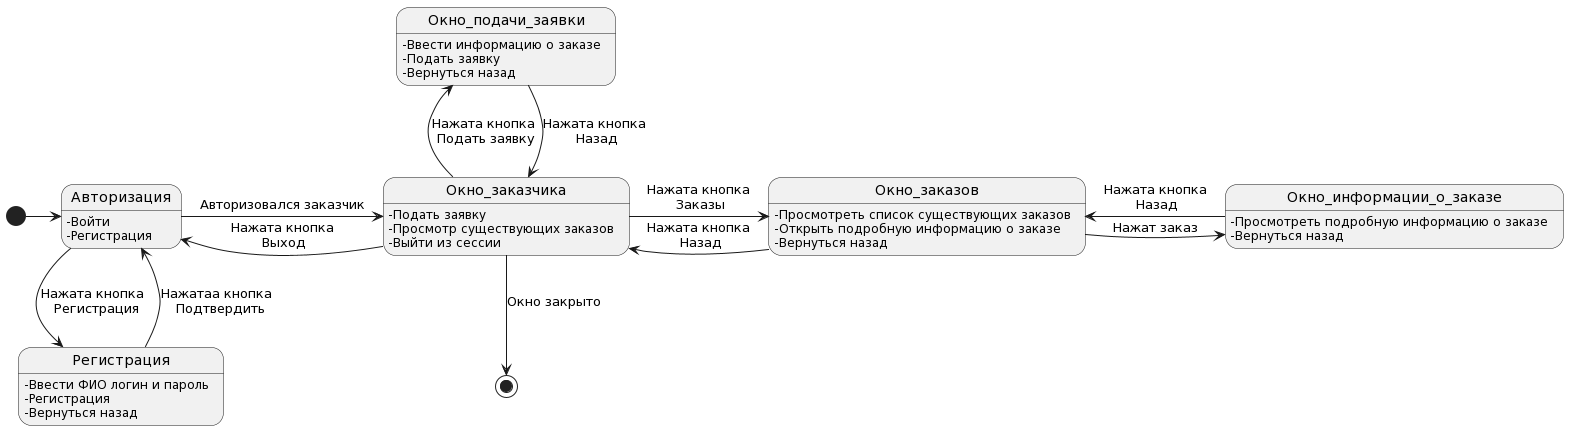 Окно_подачи_заявки
-Ввести информацию о заказе
-Подать заявку
-Вернуться назад
Нажата кнопка
Подать заявку
Нажата кнопка
Назад
Авторизация
-Войти
-Регистрация
Авторизовался заказчик
Нажата кнопка
Выход
Окно_заказчика
-Подать заявку
-Просмотр существующих заказов
-Выйти из сессии
Нажата кнопка
Заказы
Нажата кнопка
Назад
Окно_заказов
-Просмотреть список существующих заказов
-Открыть подробную информацию о заказе
-Вернуться назад
Нажата кнопка
Назад
Нажат заказ
Окно_информации_о_заказе
-Просмотреть подробную информацию о заказе
-Вернуться назад
Нажата кнопка
Регистрация
Нажатаа кнопка
Подтвердить
Окно закрыто
Регистрация
-Ввести ФИО логин и пароль
-Регистрация
-Вернуться назад